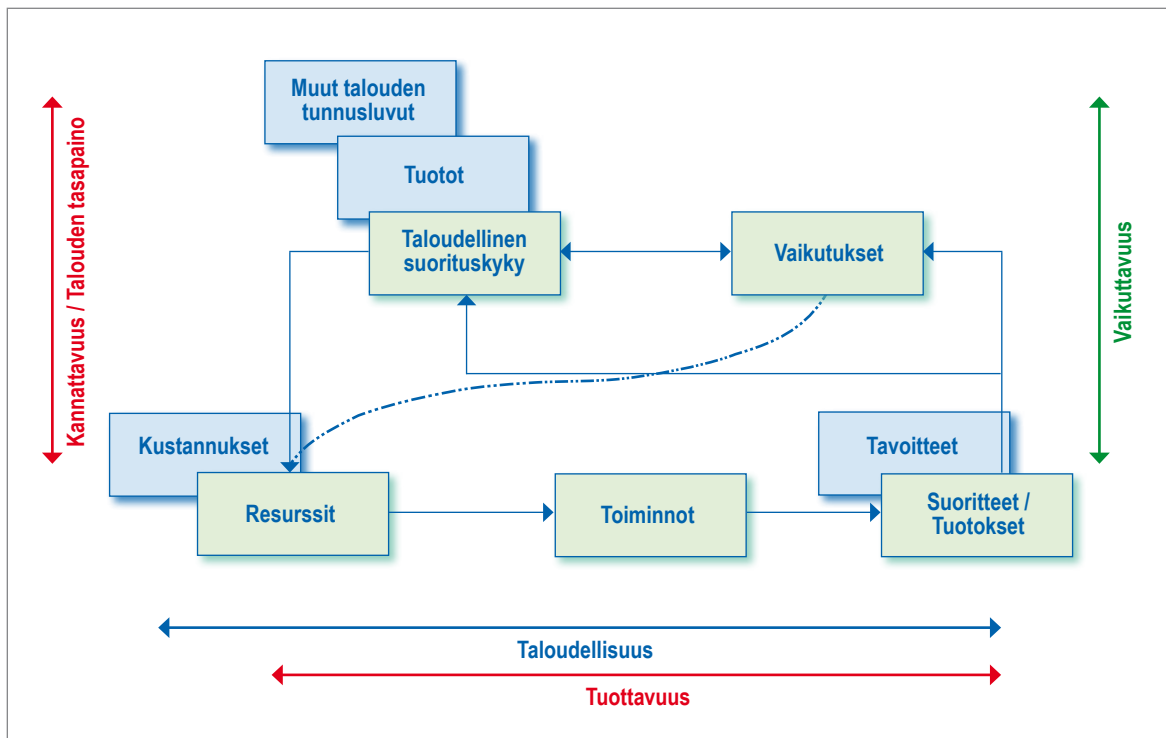 Muut talouden
tunnusluvut
Tuotot
Taloudellinen
suorituskyky
Vaikutukset
Kannattavuus / Talouden tasapaino
Vaikuttavuus
Kustannukset
Resurssit
Toiminnot
Tavoitteet
Suoritteet /
Tuotokset
Taloudellisuus
Tuottavuus